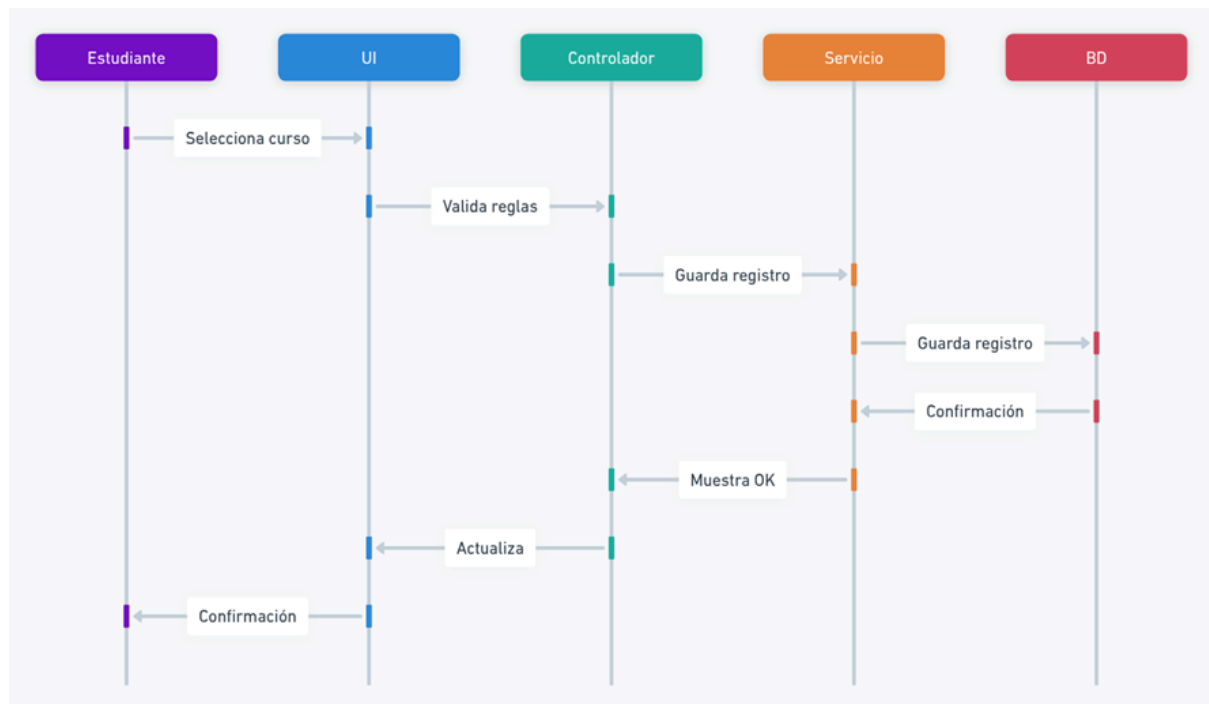 Estudiante
UI
Controlador
Servicio
BD
Selecciona curso
Valida reglas
Guarda registro
Guarda registro
Confirmación
Muestra OK
Actualiza
Confirmación